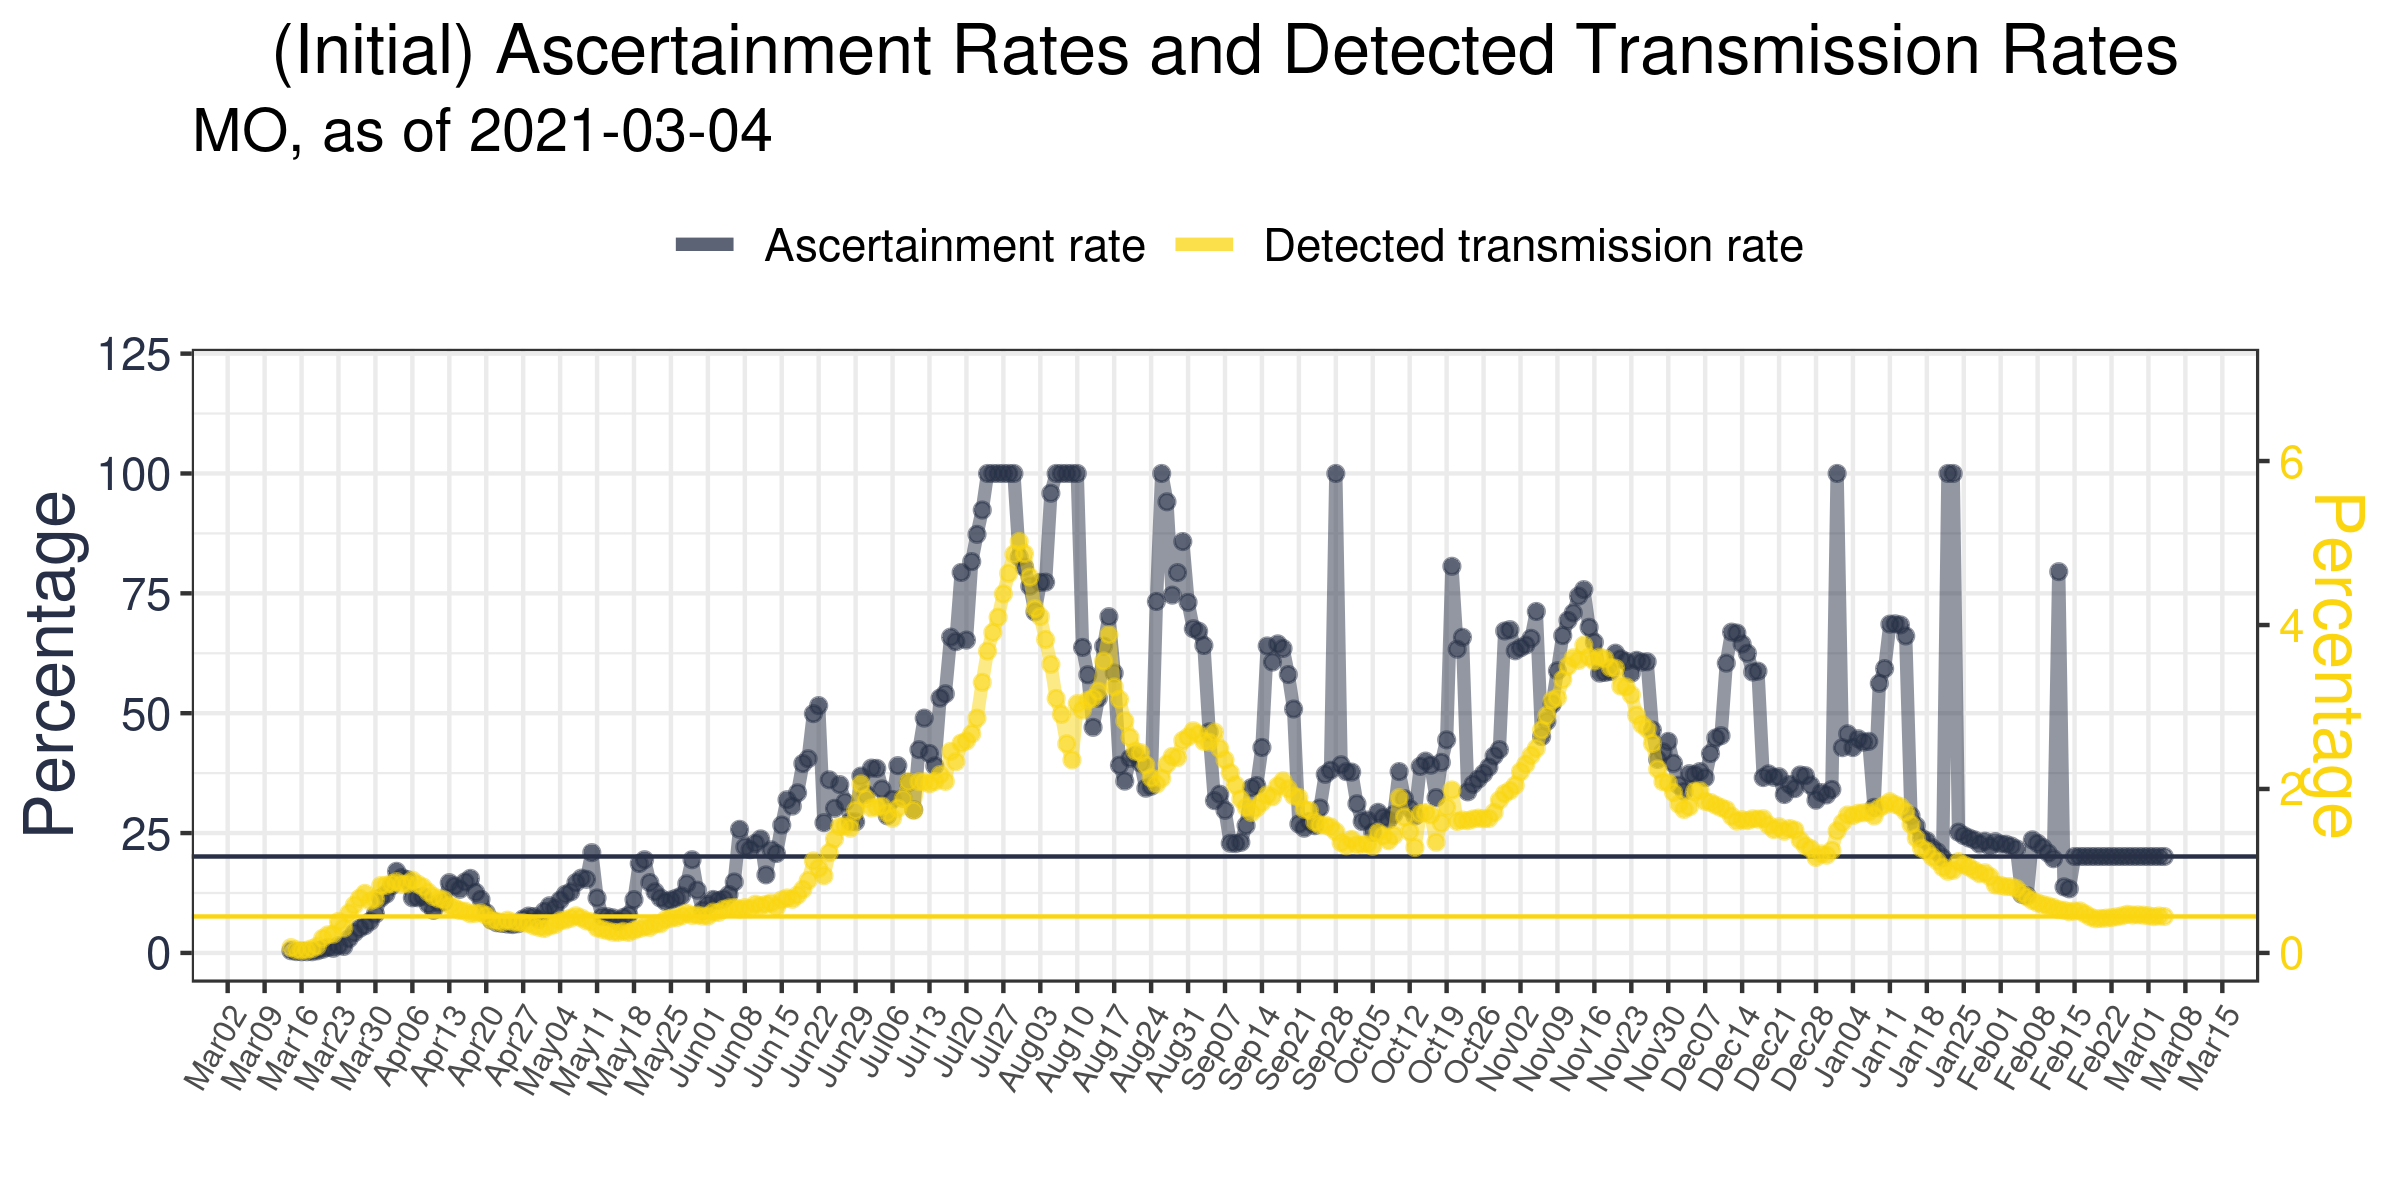 (Initial) Ascertainment Rates and Detected Transmission Rates
MO, as of 2021-03-04
Ascertainment rate Detected transmission rate
125
100
75
50
25
0
Percentage
6
4
2
0
Percentage
Mar02 Mar09 Mar16 Mar23 Mar30 Apr06 Apr13 Apr20 Apr27 May04 May11 May18 May25 Jun01 Jun08 Jun15 Jun22 Jun29 Jul06 Jul13 Jul20 Jul27 Aug03 Aug10 Aug17 Aug24 Aug31 Sep07 Sep14 Sep21 Sep28 Oct05 Oct12 Oct19 Oct26 Nov02 Nov09 Nov16 Nov23 Nov30 Dec07 Dec14 Dec21 Dec28 Jan04 Jan11 Jan18 Jan25 Feb01 Feb08 Feb15 Feb22 Mar01 Mar08 Mar15